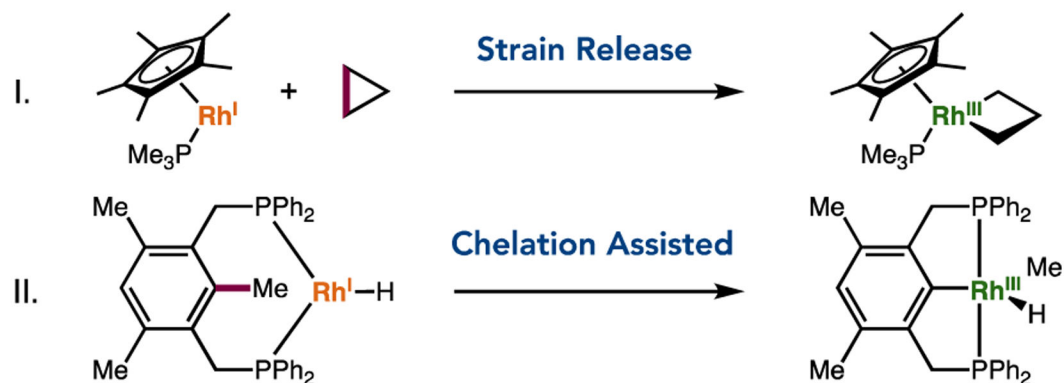 Strain Release
I. Rh^I + Rh^III
Me₃P Me₃P
Me PPh₂ Me PPh₂
Chelation Assisted Me
II. Me Rh^I H Rh^III
H
Me PPh₂ Me PPh₂